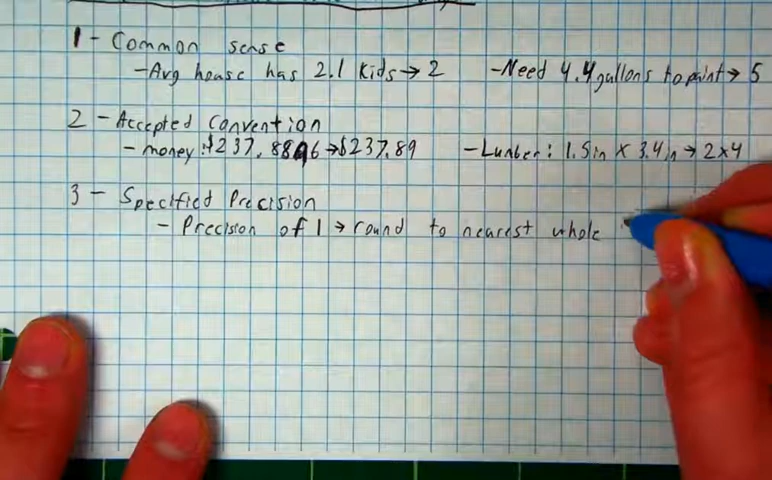 1 - Common sense
- Avg house has 2.1 kids → 2 - Need 4.4 gallons to paint → 5
2 - Accepted Convention
- money: $237.8896 → $237.89 - Lumber: 1.5in X 3.4in → 2x4
3 - Specified Precision
- Precision of 1 → round to nearest whole